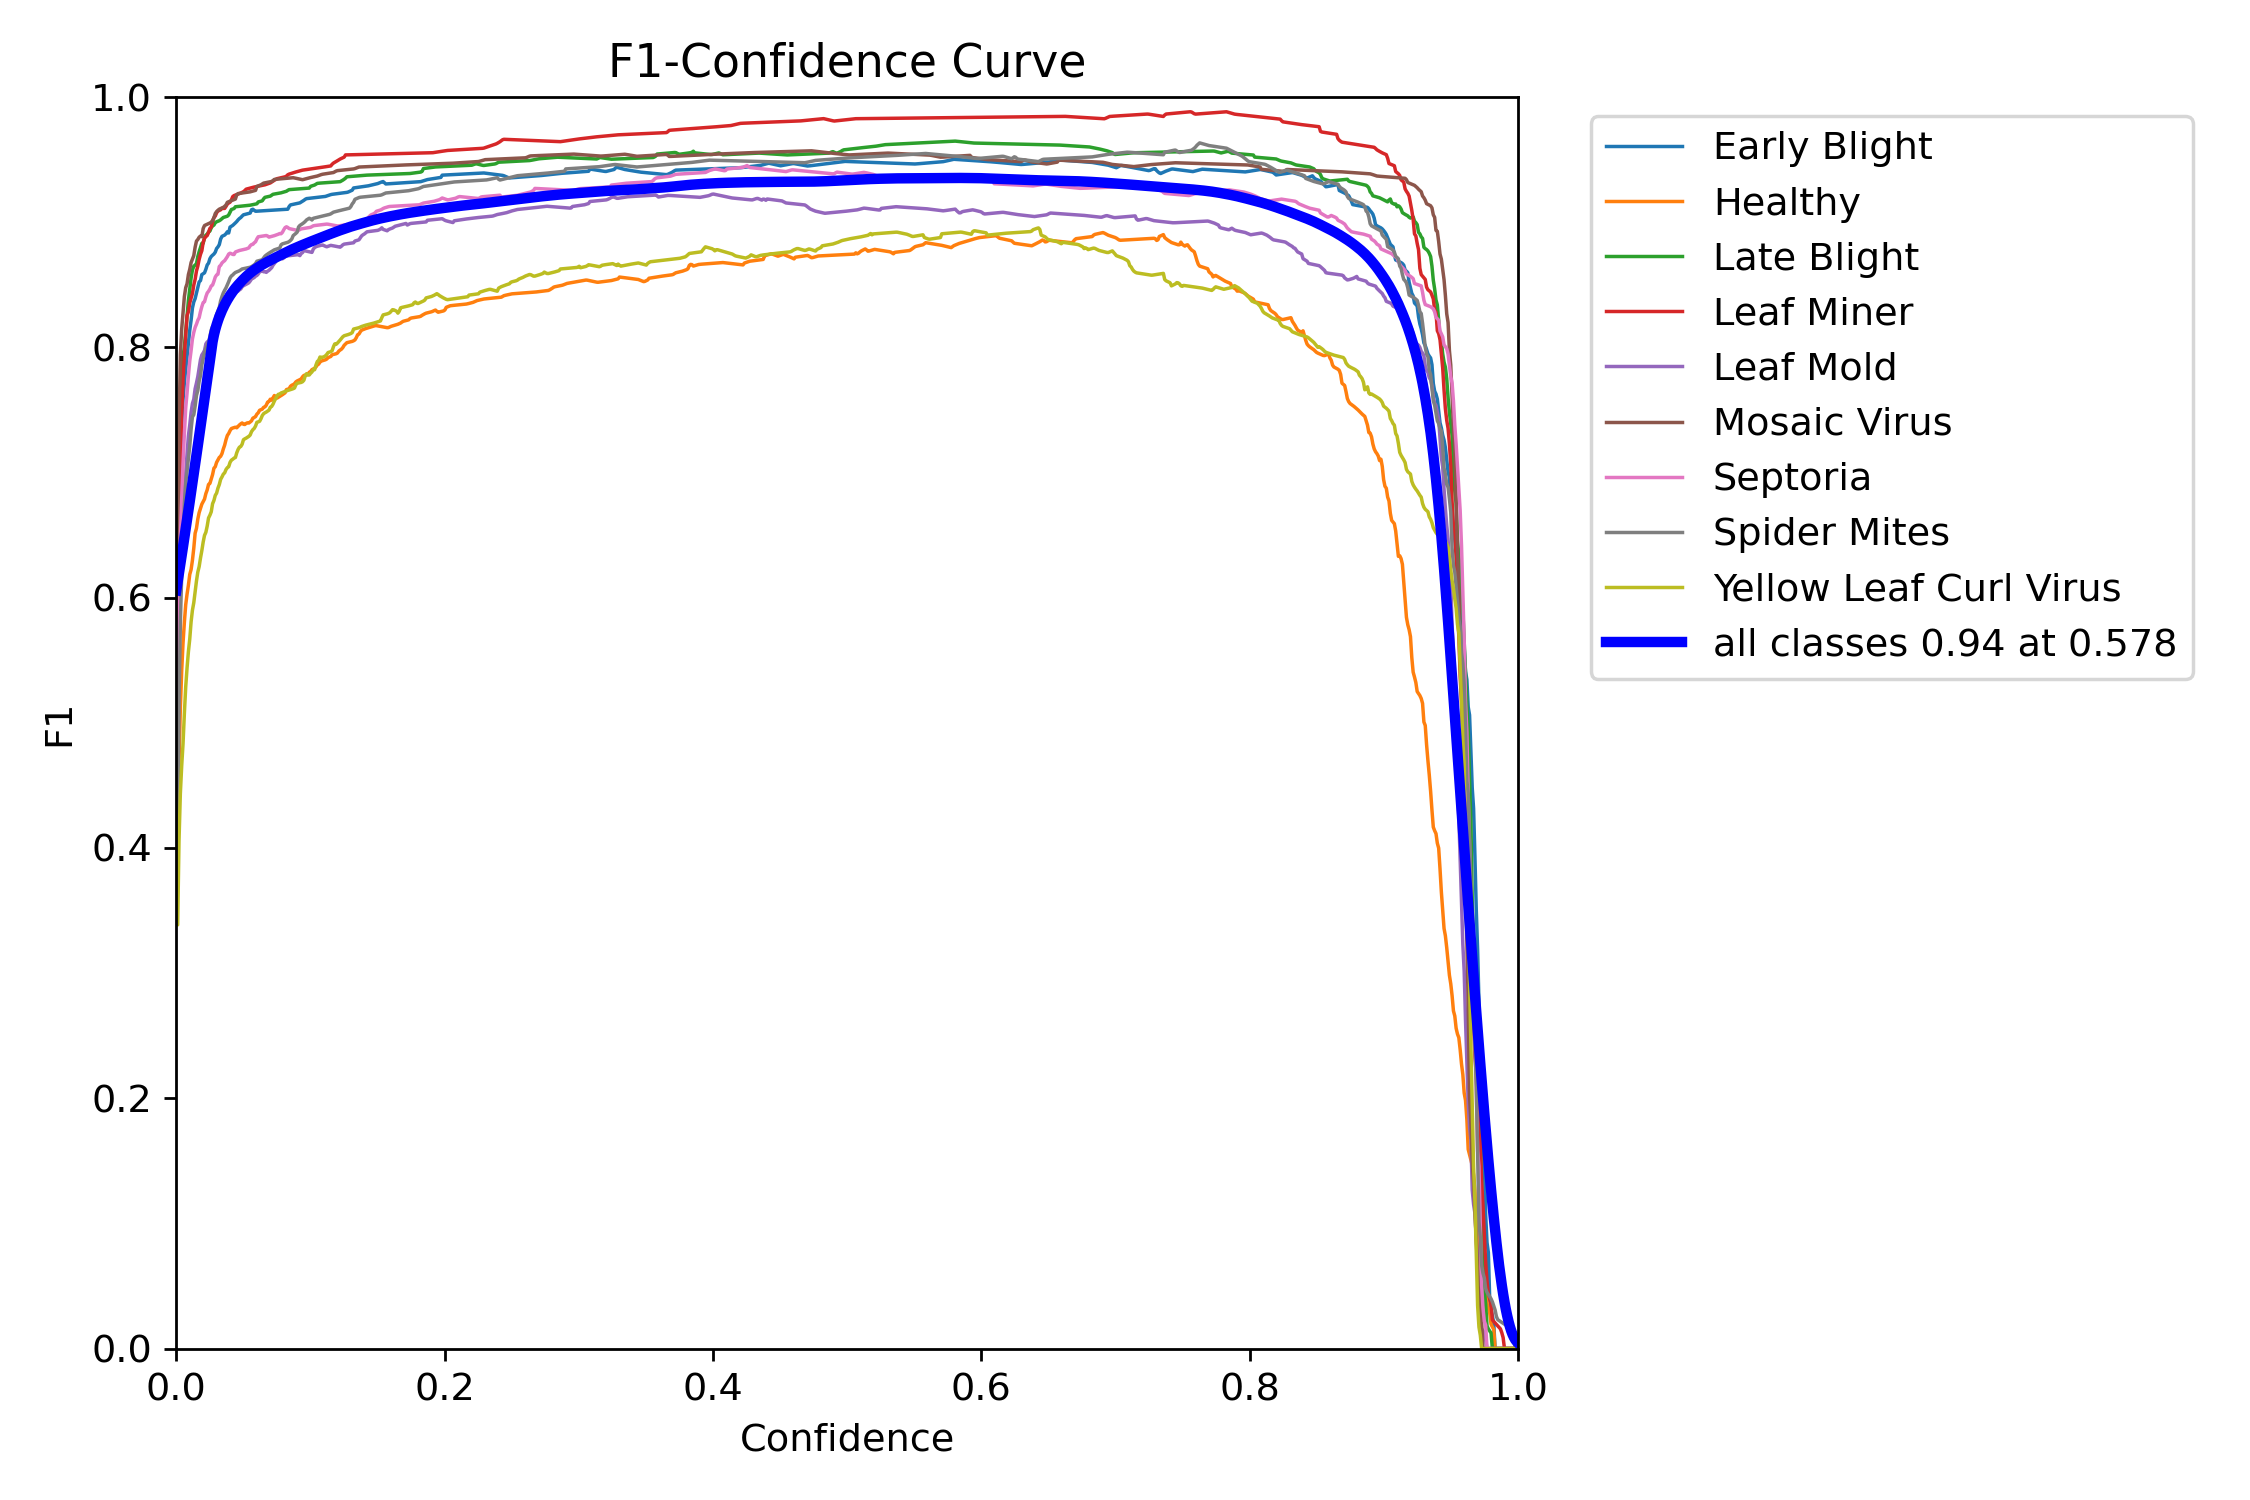 F1-Confidence Curve
1.0
0.8
0.6
0.4
0.2
0.0
F1
0.0 0.2 0.4 0.6 0.8 1.0
Confidence
Early Blight
Healthy
Late Blight
Leaf Miner
Leaf Mold
Mosaic Virus
Septoria
Spider Mites
Yellow Leaf Curl Virus
all classes 0.94 at 0.578